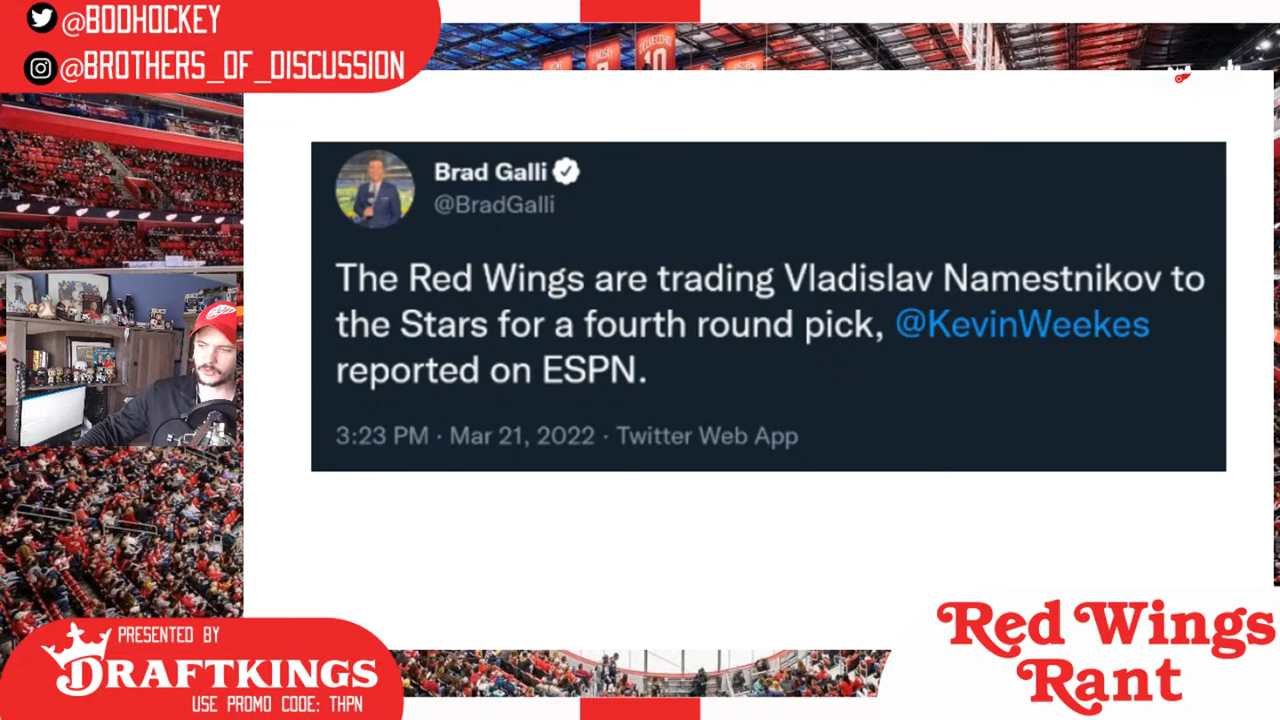 @BODHOCKEY
@BROTHERS_OF_DISCUSSION
DELVECCHIO
10
Brad Galli
@BradGalli
The Red Wings are trading Vladislav Namestnikov to
the Stars for a fourth round pick, @KevinWeekes
reported on ESPN.
3:23 PM · Mar 21, 2022 · Twitter Web App
PRESENTED BY
DRAFTKINGS
USE PROMO CODE: THPN
Red Wings
Rant